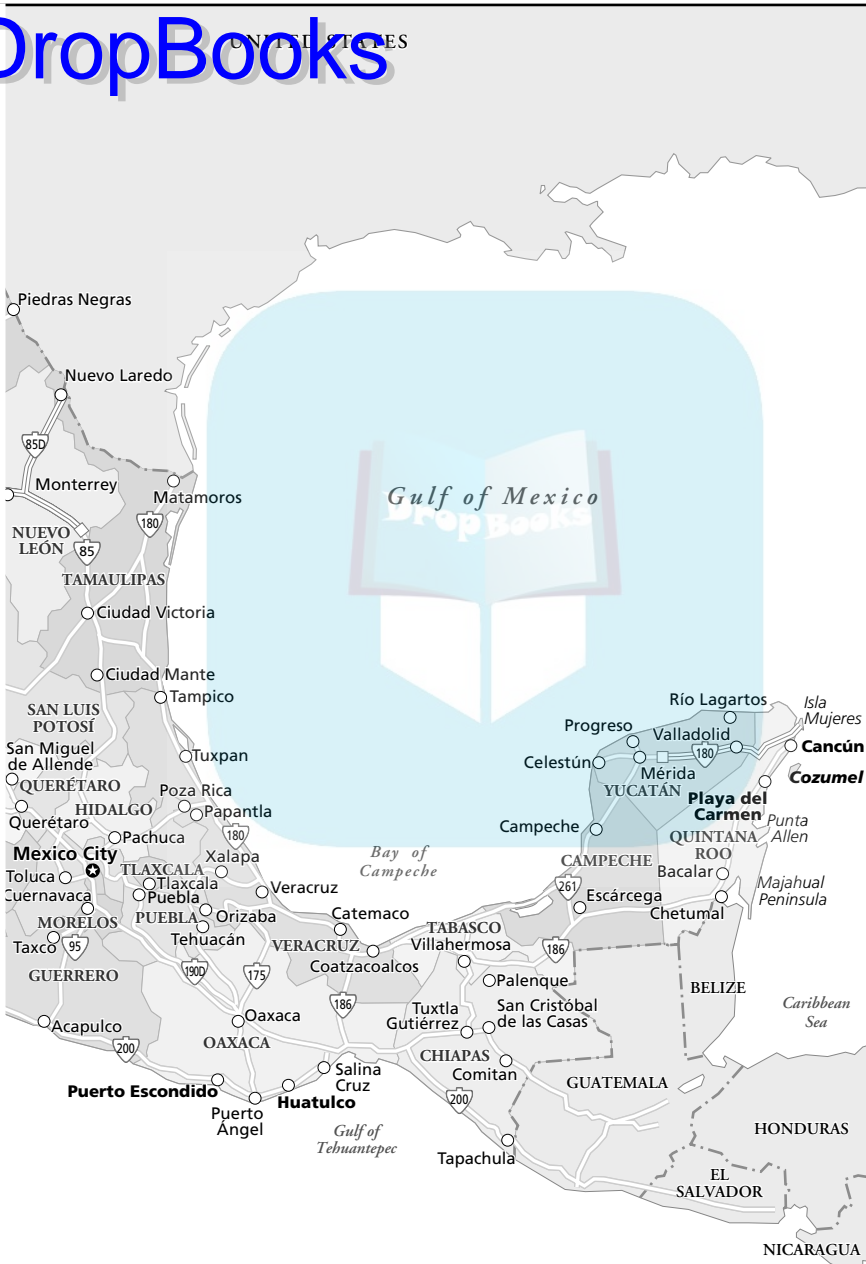 DropBooks
UNITED STATES
Piedras Negras
Nuevo Laredo
85D
Monterrey
Matamoros
Gulf of Mexico
Drop Books
180
NUEVO
LEÓN
85
TAMAULIPAS
Ciudad Victoria
Ciudad Mante
Tampico
SAN LUIS
POTOSÍ
San Miguel
de Allende
Tuxpan
QUERÉTARO
Querétaro
HIDALGO
Poza Rica
Papantla
Pachuca
180
Mexico City
Xalapa
TLAXCALA
Toluca
Tlaxcala
Cuernavaca
Puebla
Veracruz
MORELOS
PUEBLA
Orizaba
Taxco
95
Tehuacán
VERACRUZ
Catemaco
Coatzacoalcos
GUERRERO
190D
175
186
Acapulco
200
Oaxaca
OAXACA
Puerto Escondido
Puerto
Ángel
Huatulco
Salina
Cruz
Gulf of
Tehuantepec
Bay of
Campeche
Río Lagartos
Isla
Mujeres
Progreso
Valladolid
180
Cancún
Celestún
Mérida
YUCATÁN
Cozumel
Playa del
Carmen
Punta
Allen
Campeche
QUINTANA
ROO
CAMPECHE
Bacalar
261
Escárcega
Majahual
Peninsula
Chetumal
TABASCO
Villahermosa
186
Palenque
BELIZE
Caribbean
Sea
Tuxtla
Gutiérrez
San Cristóbal
de las Casas
CHIAPAS
Comitan
200
GUATEMALA
Tapachula
HONDURAS
EL
SALVADOR
NICARAGUA